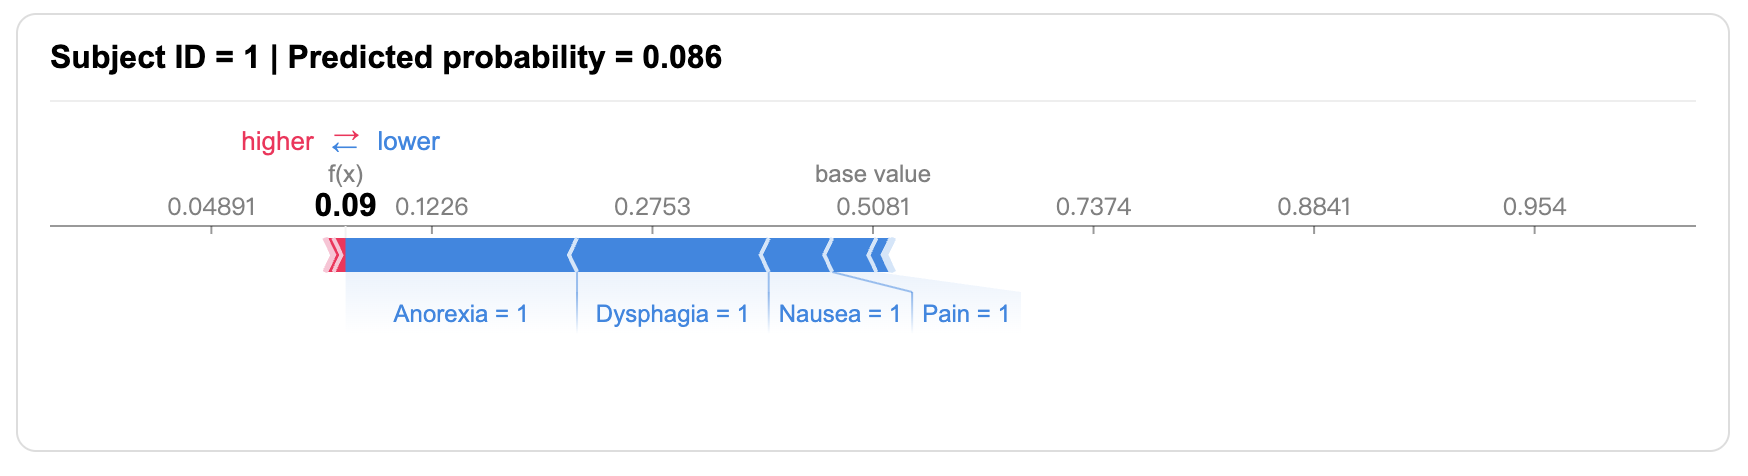 Subject ID = 1 | Predicted probability = 0.086
higher ⇄ lower
f(x)
base value
0.04891 0.09 0.1226 0.2753 0.5081 0.7374 0.8841 0.954
Anorexia = 1 Dysphagia = 1 Nausea = 1 Pain = 1